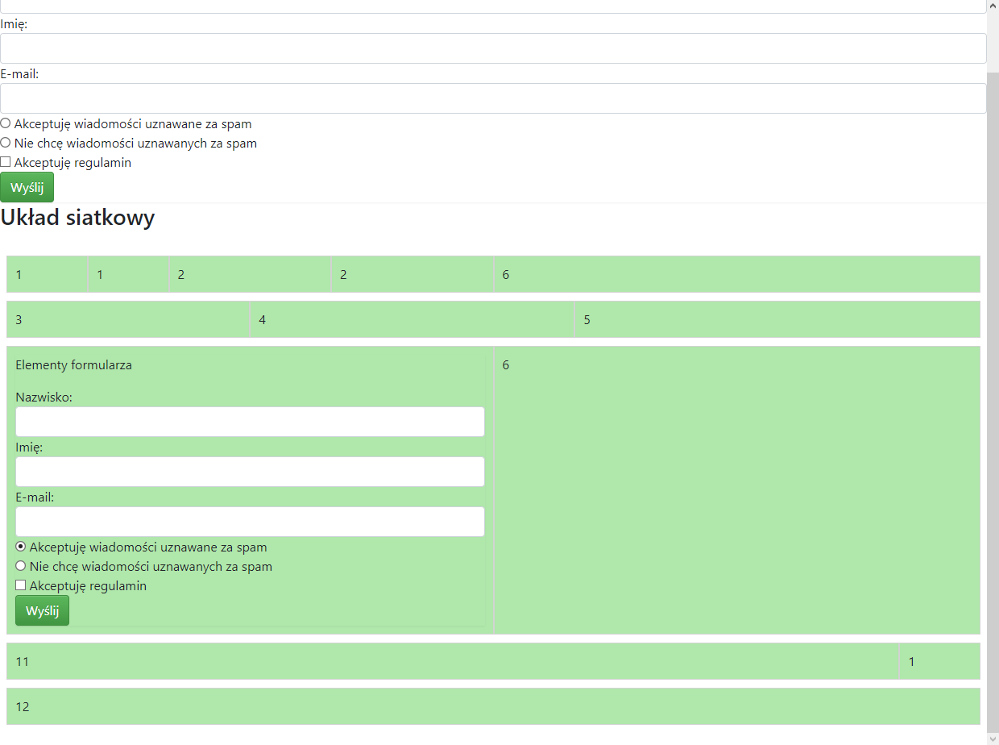 Imię:
E-mail:
Akceptuję wiadomości uznawane za spam
Nie chcę wiadomości uznawanych za spam
Akceptuję regulamin
Wyślij
Układ siatkowy
1 1 2 2 6
3 4 5
Elementy formularza 6
Nazwisko:
Imię:
E-mail:
Akceptuję wiadomości uznawane za spam
Nie chcę wiadomości uznawanych za spam
Akceptuję regulamin
Wyślij
11 1
12